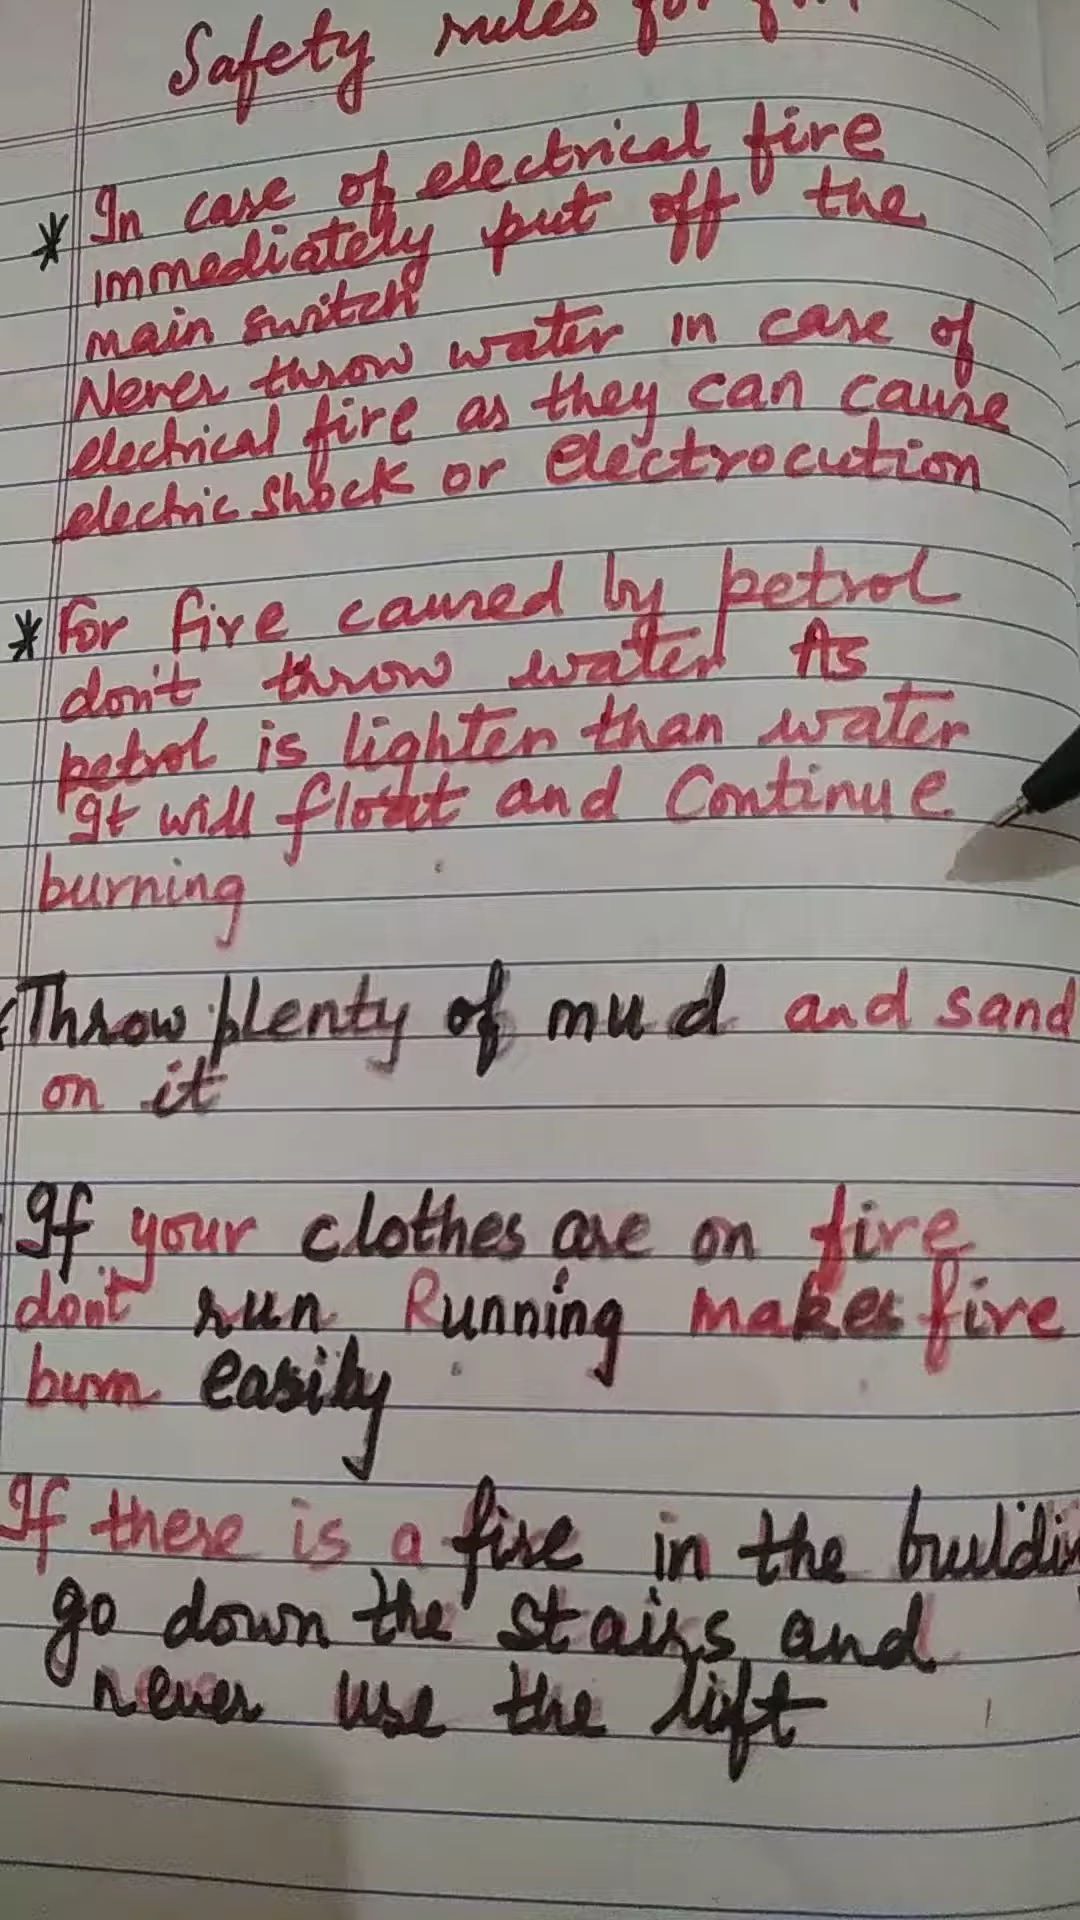 Safety rules for
* In case of electrical fire
immediately put off the
main switch
Never throw water in case of
electrical fire as they can cause
electric shock or electrocution
* For fire caused by petrol
don't throw water As
petrol is lighter than water
It will float and Continue
burning
Throw plenty of mud and sand
on it
If your clothes are on fire
don't run Running makes fire
burn easily
If there is a fire in the buildin
go down the stairs and
never use the lift